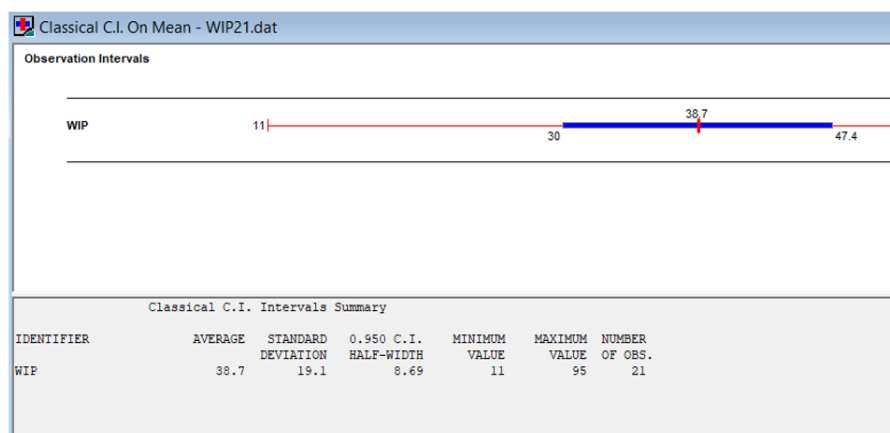 Classical C.I. On Mean - WIP21.dat
Observation Intervals
38.7
WIP 11
30 47.4
Classical C.I. Intervals Summary
IDENTIFIER AVERAGE STANDARD 0.950 C.I. MINIMUM MAXIMUM NUMBER
DEVIATION HALF-WIDTH VALUE VALUE OF OBS.
WIP 38.7 19.1 8.69 11 95 21